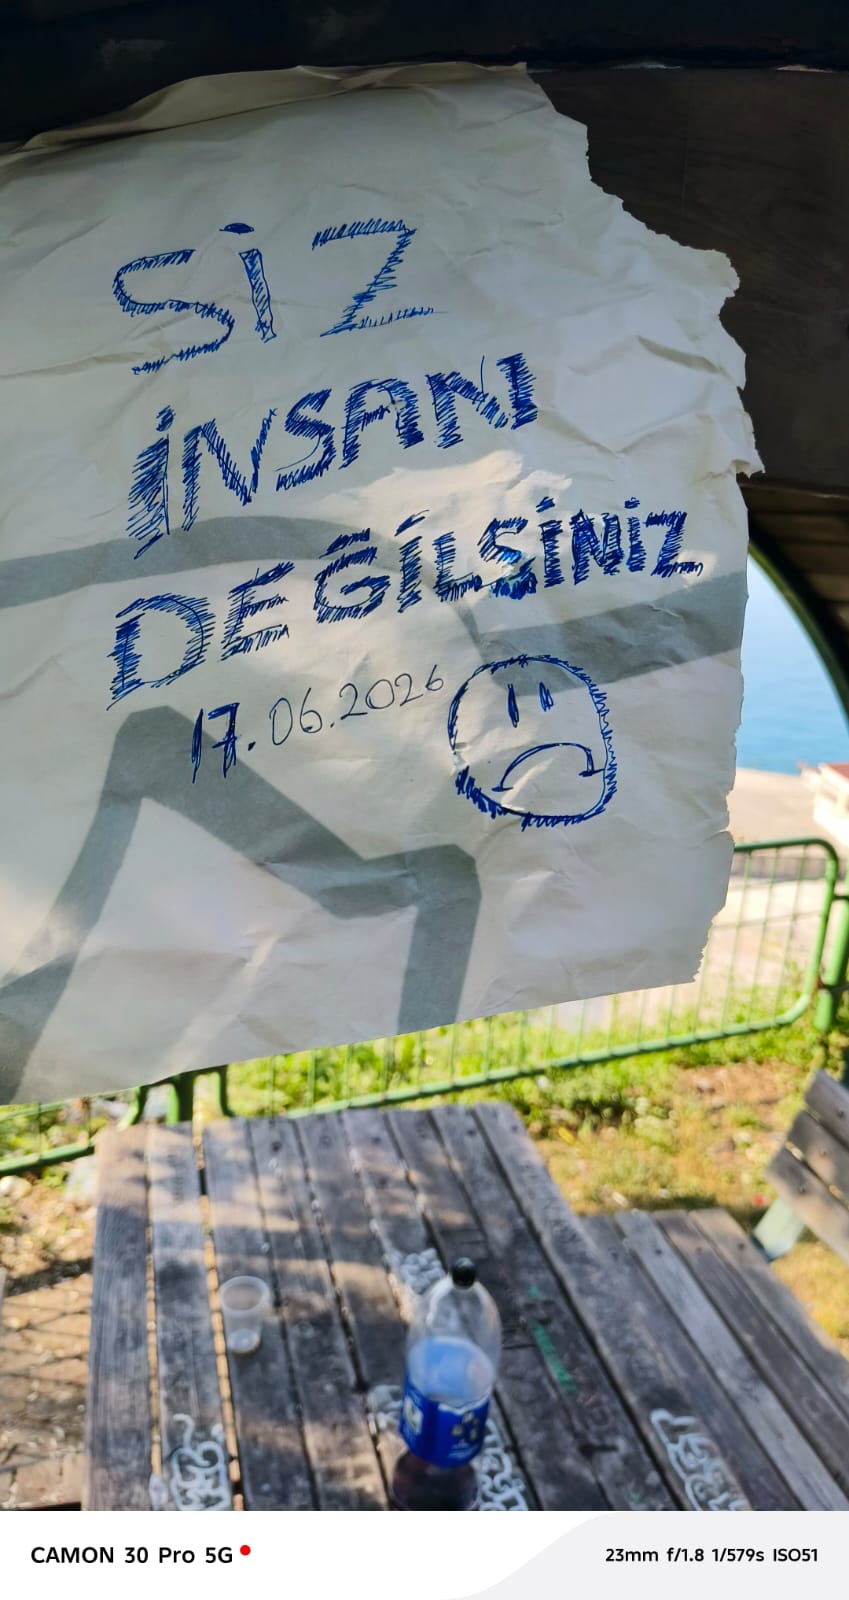 SİZ
İNSAN
DEĞİLSİNİZ
17.06.2026
CAMON 30 Pro 5G
23mm f/1.8 1/579s ISO51